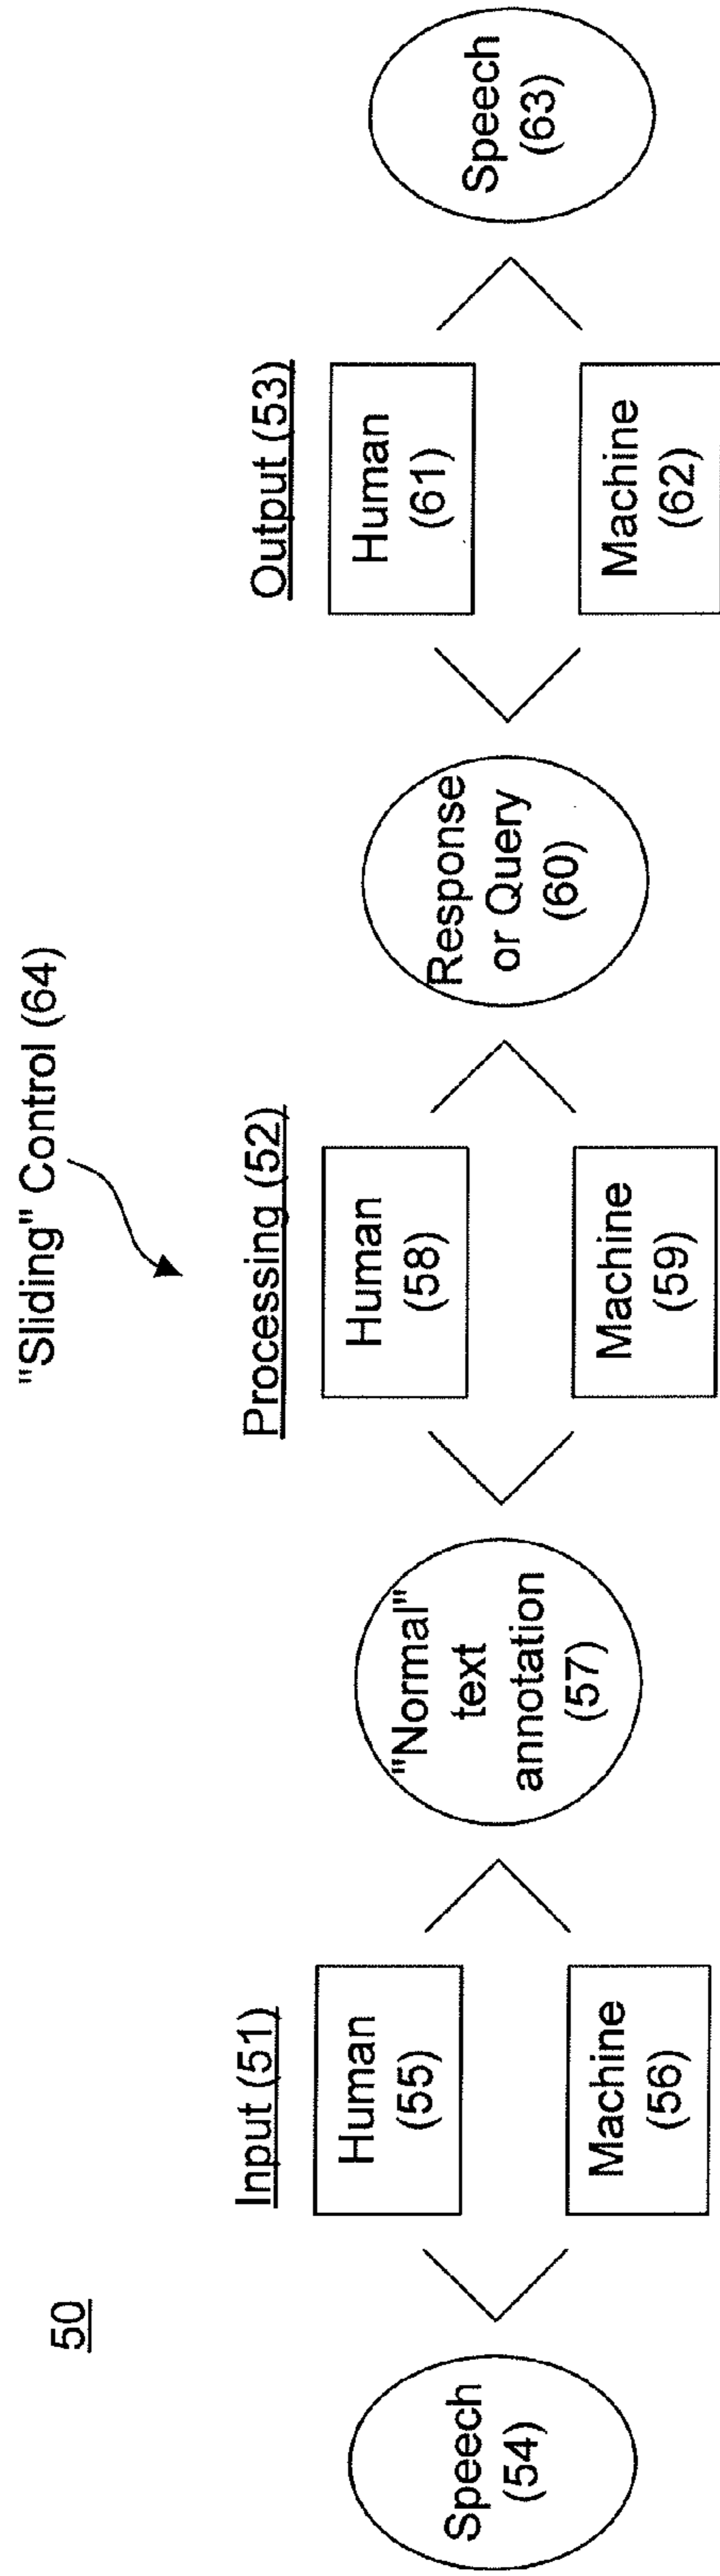 50
"Sliding" Control (64)
Input (51)
Processing (52)
Output (53)
Speech
(54)
Human
(55)
Machine
(56)
"Normal"
text
annotation
(57)
Human
(58)
Machine
(59)
Response
or Query
(60)
Human
(61)
Machine
(62)
Speech
(63)